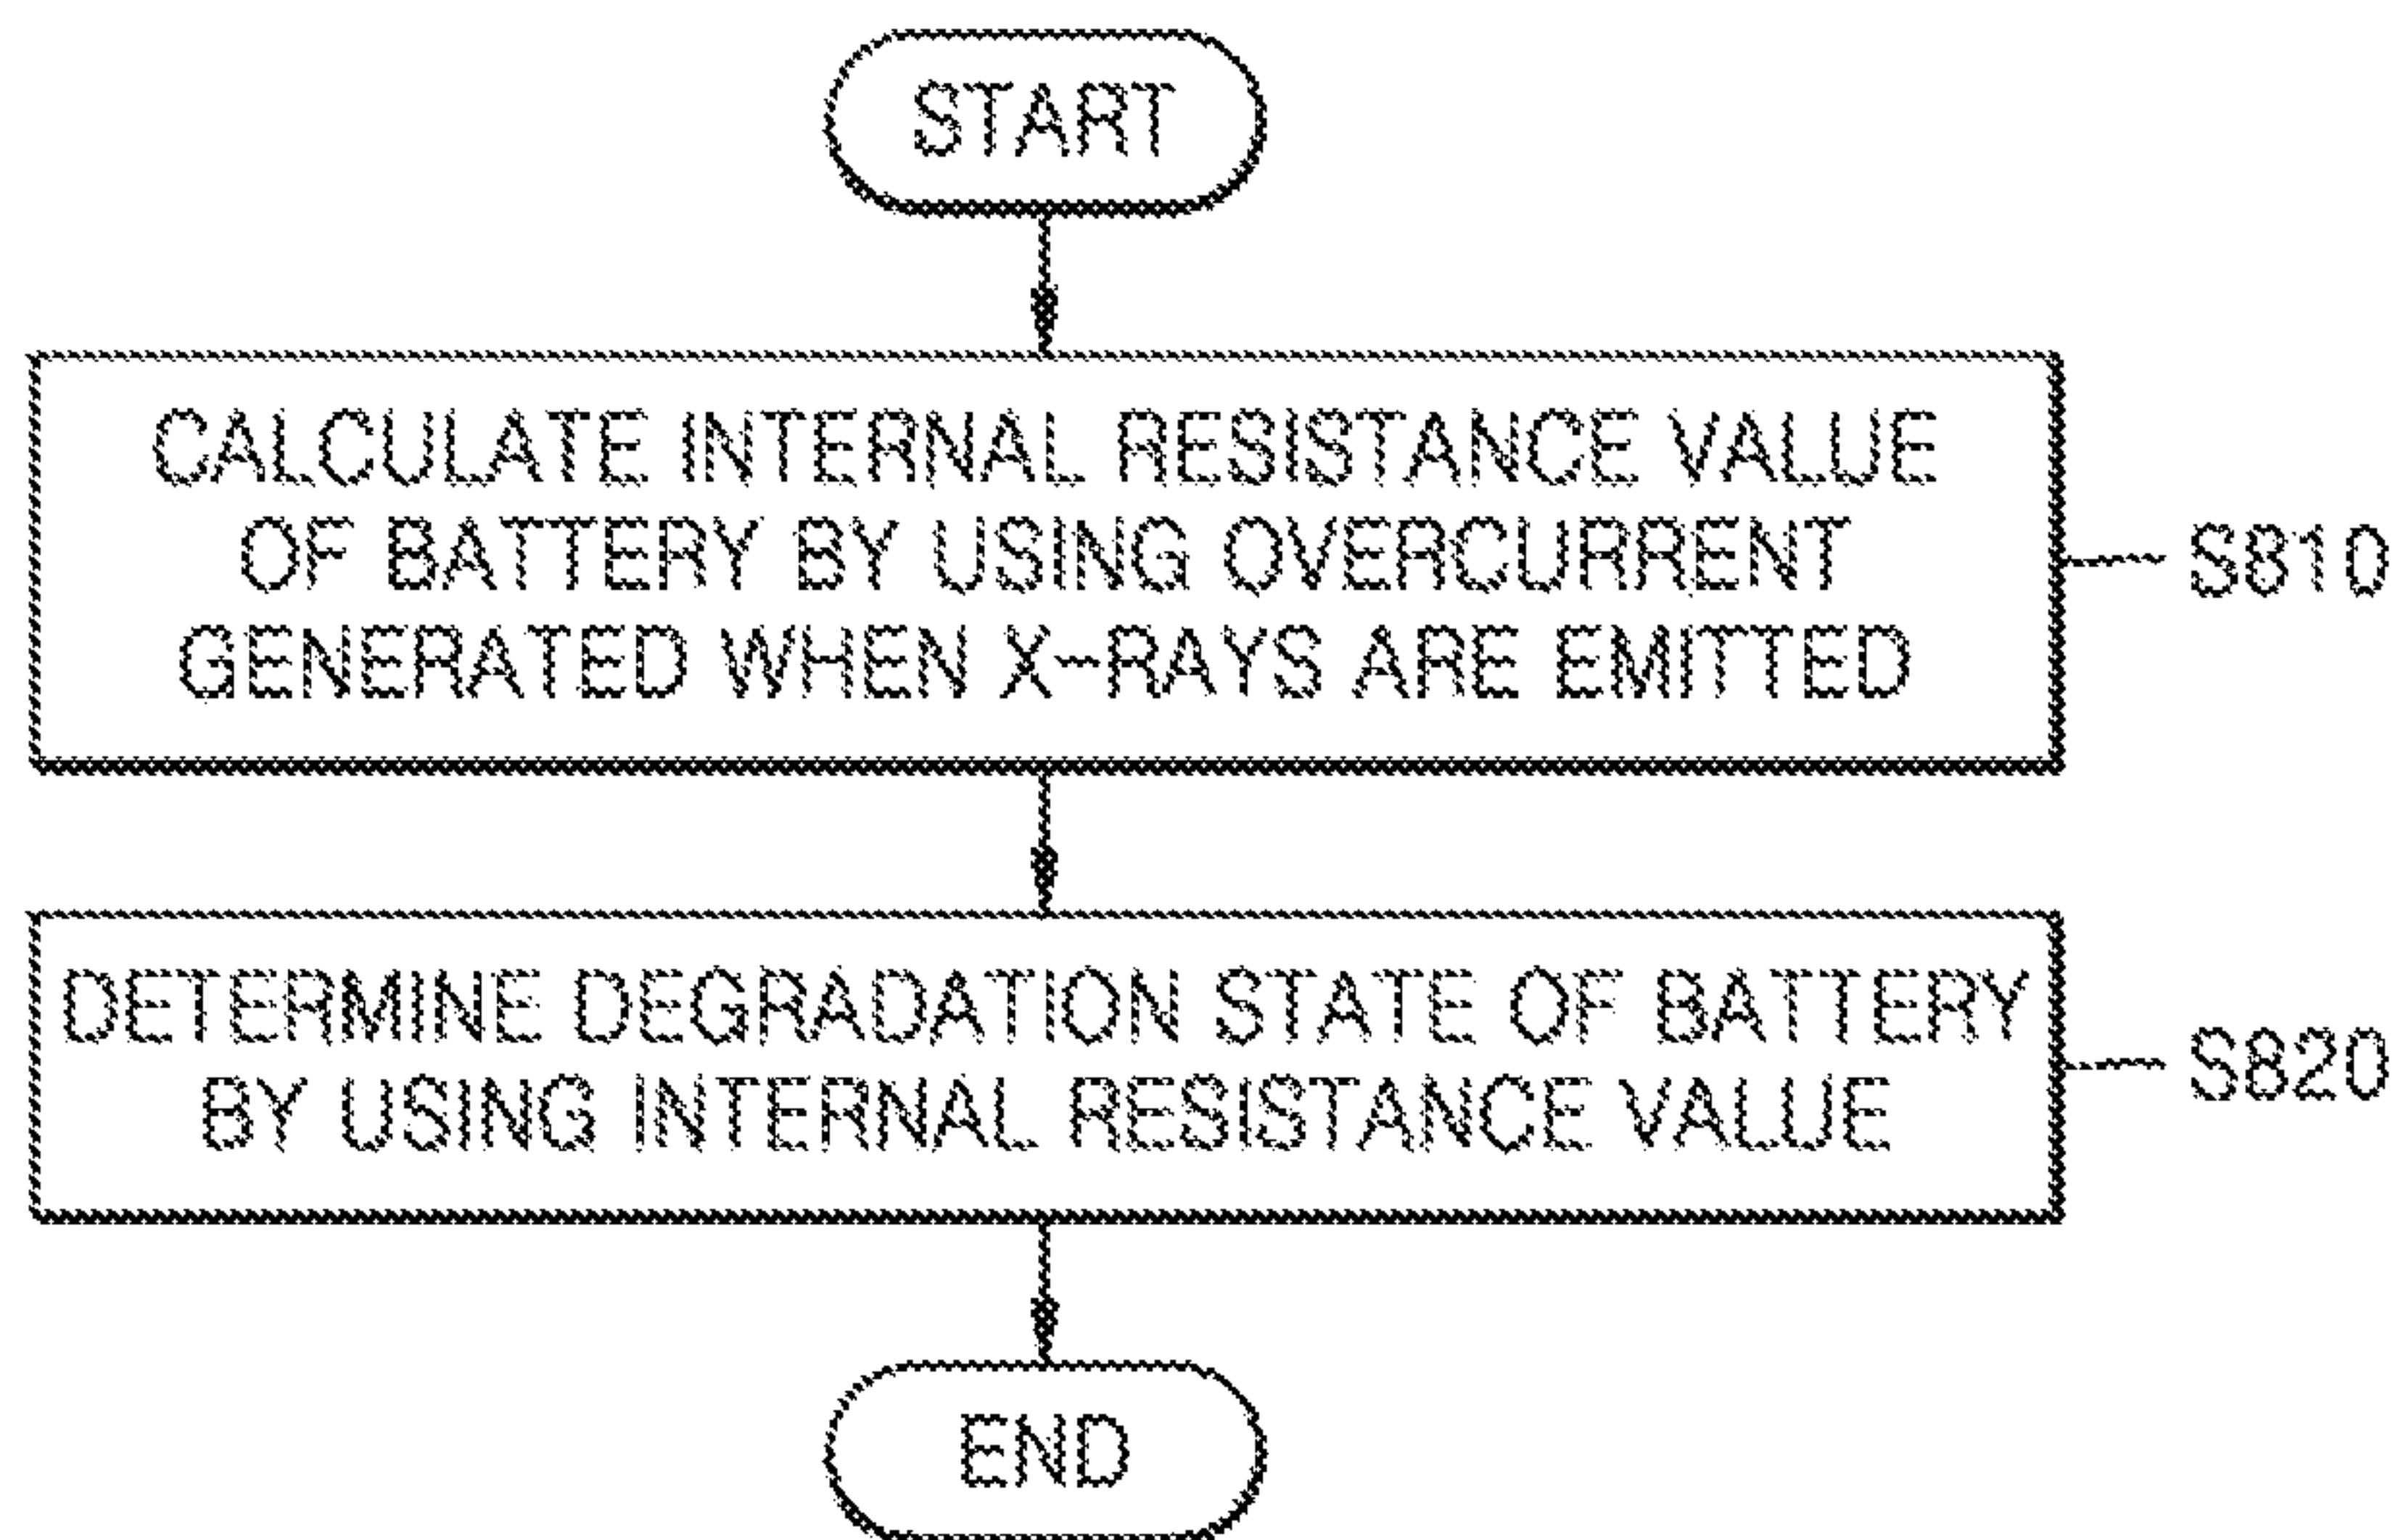 START
CALCULATE INTERNAL RESISTANCE VALUE
OF BATTERY BY USING OVERCURRENT
GENERATED WHEN X-RAYS ARE EMITTED
S810
DETERMINE DEGRADATION STATE OF BATTERY
BY USING INTERNAL RESISTANCE VALUE
S820
END